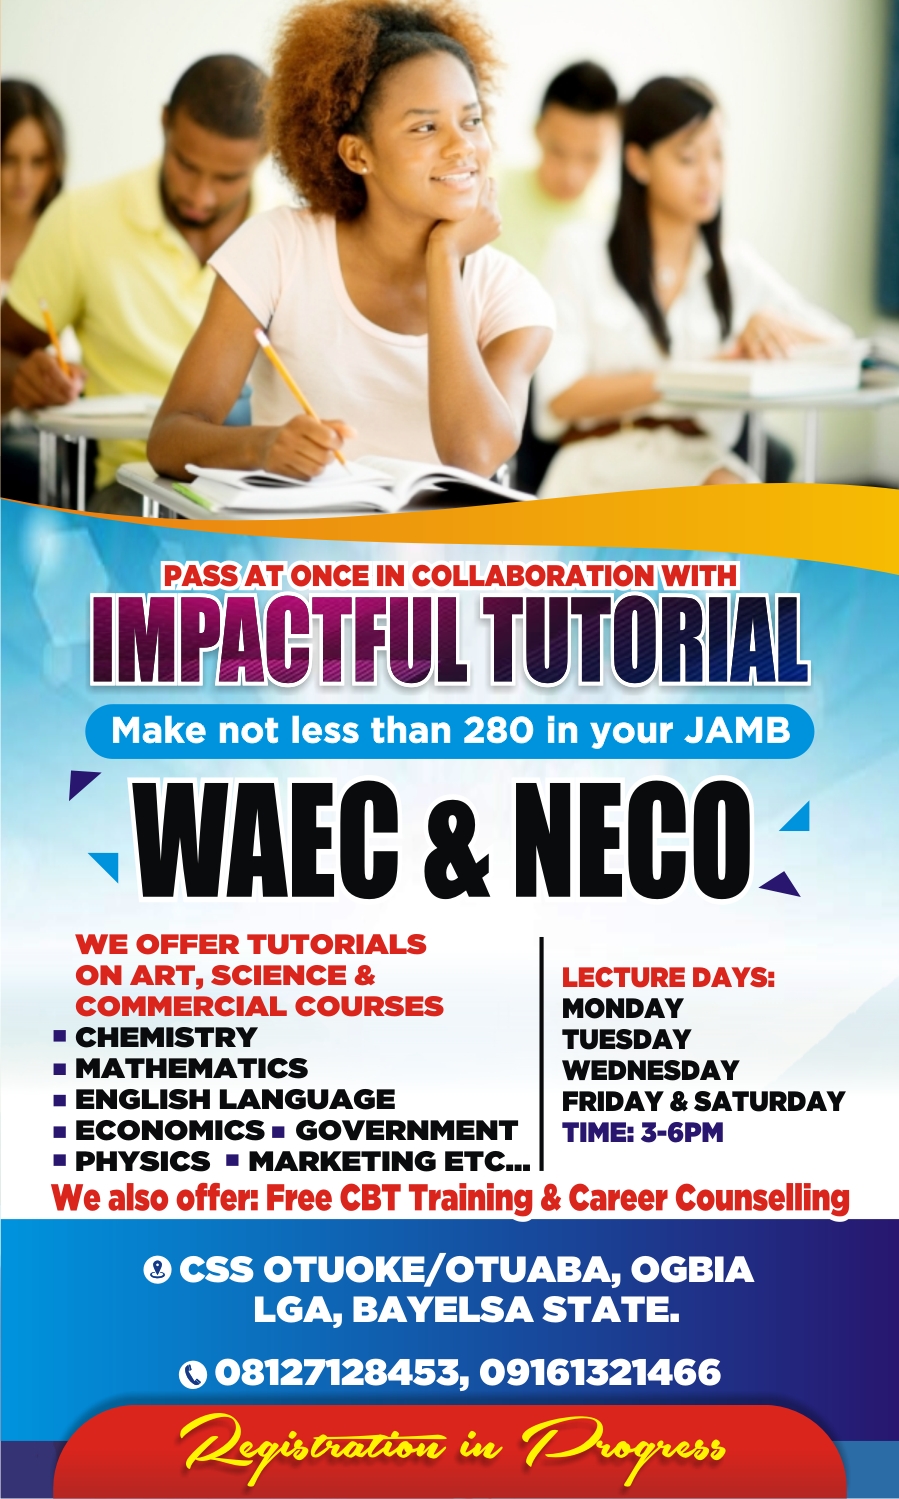 PASS AT ONCE IN COLLABORATION WITH
IMPACTFUL TUTORIAL
Make not less than 280 in your JAMB
WAEC & NECO
WE OFFER TUTORIALS
ON ART, SCIENCE &
COMMERCIAL COURSES
CHEMISTRY
MATHEMATICS
ENGLISH LANGUAGE
ECONOMICS ▪ GOVERNMENT
PHYSICS ▪ MARKETING ETC...
LECTURE DAYS:
MONDAY
TUESDAY
WEDNESDAY
FRIDAY & SATURDAY
TIME: 3-6PM
We also offer: Free CBT Training & Career Counselling
CSS OTUOKE/OTUABA, OGBIA
LGA, BAYELSA STATE.
08127128453, 09161321466
Registration in Progress